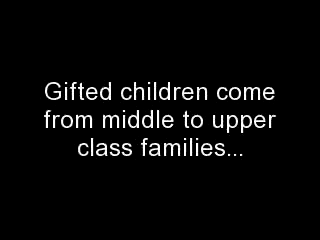 Gifted children come
from middle to upper
class families...